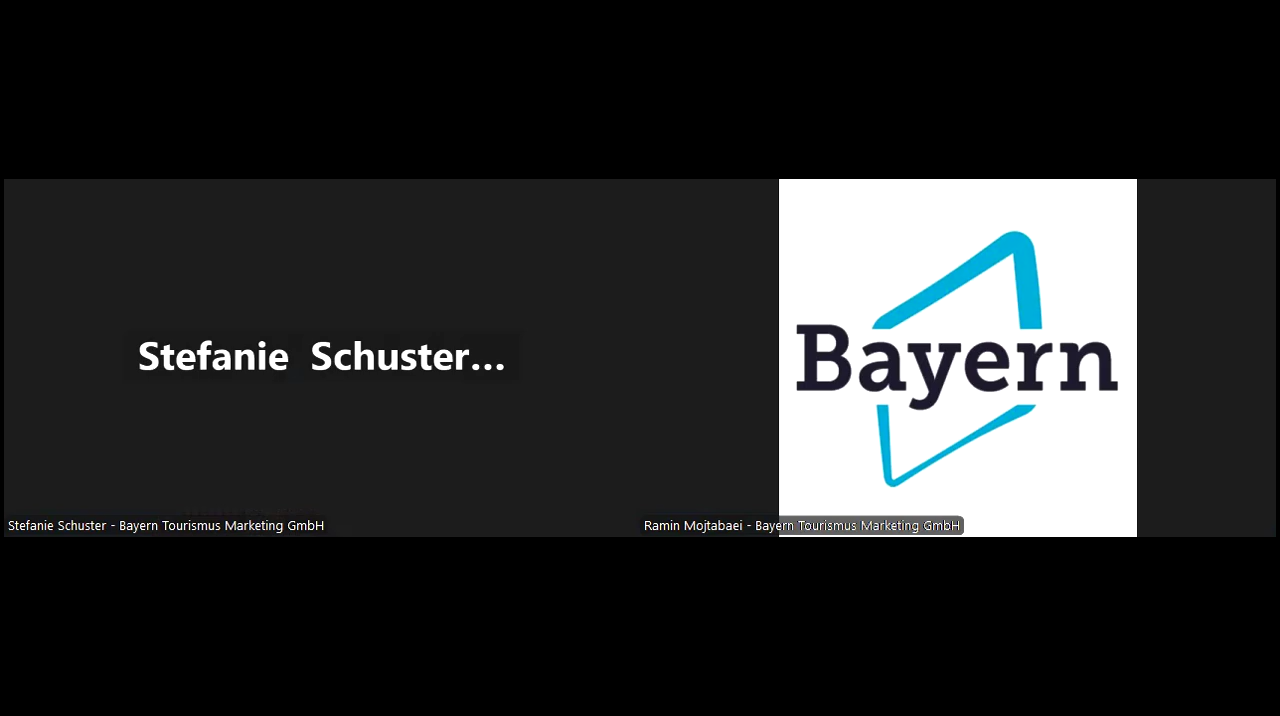 Stefanie Schuster...
Bayern
Stefanie Schuster - Bayern Tourismus Marketing GmbH
Ramin Mojtabaei - Bayern Tourismus Marketing GmbH